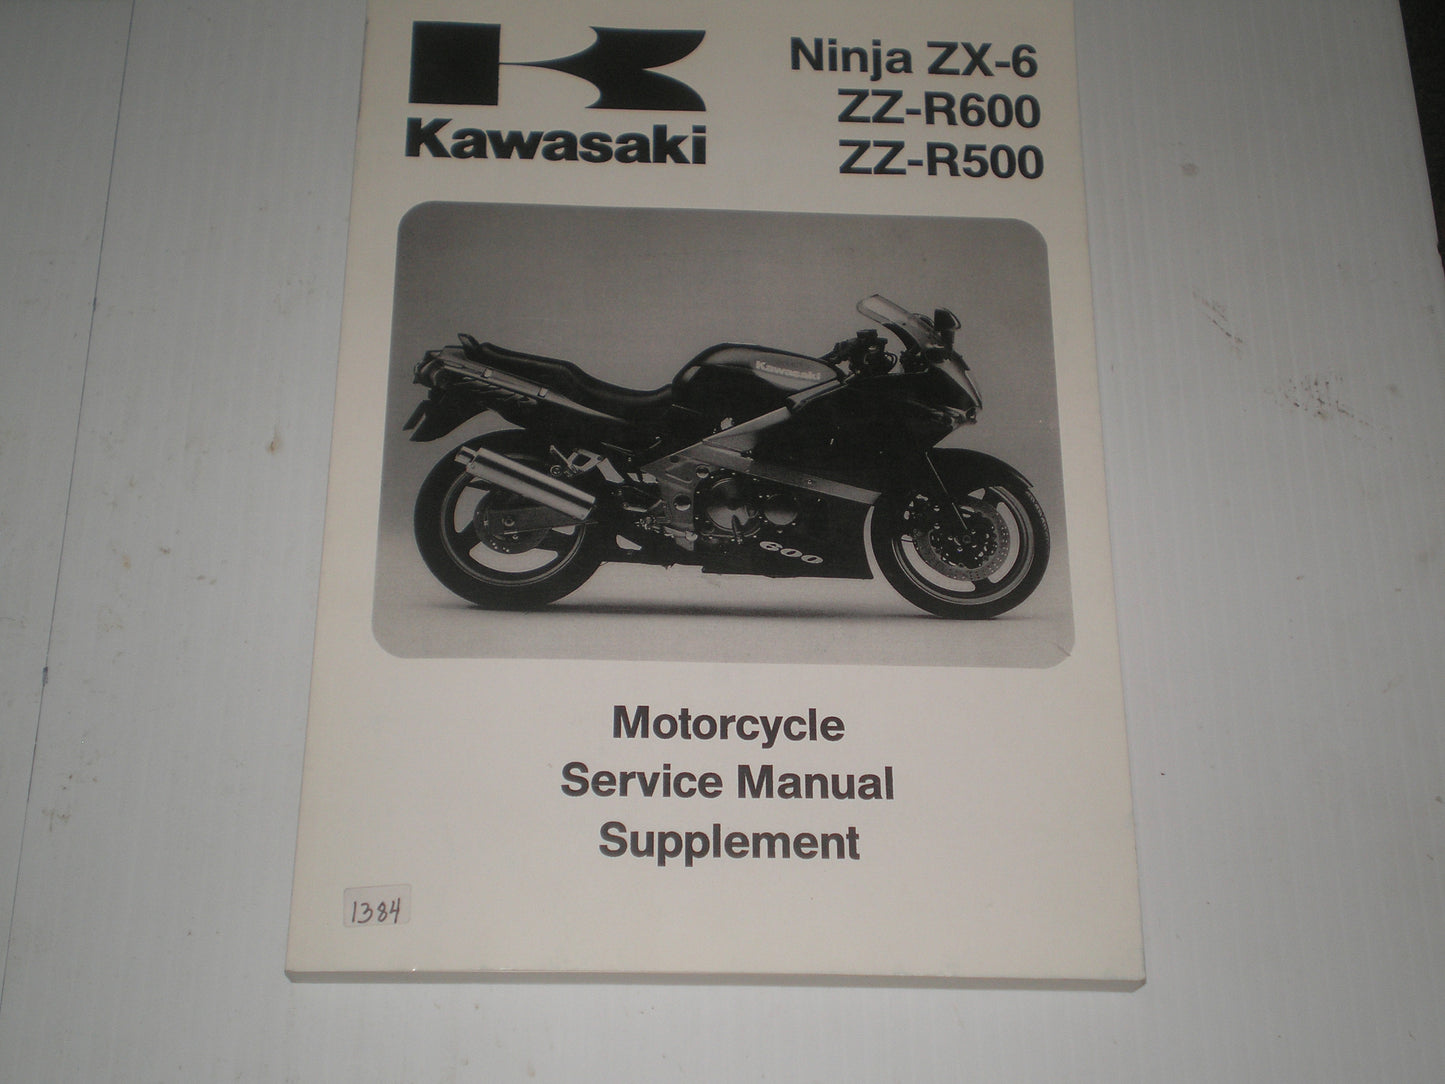 Kawasaki
Ninja ZX-6
ZZ-R600
ZZ-R500
Kawasaki
600
Motorcycle
Service Manual
Supplement
1384